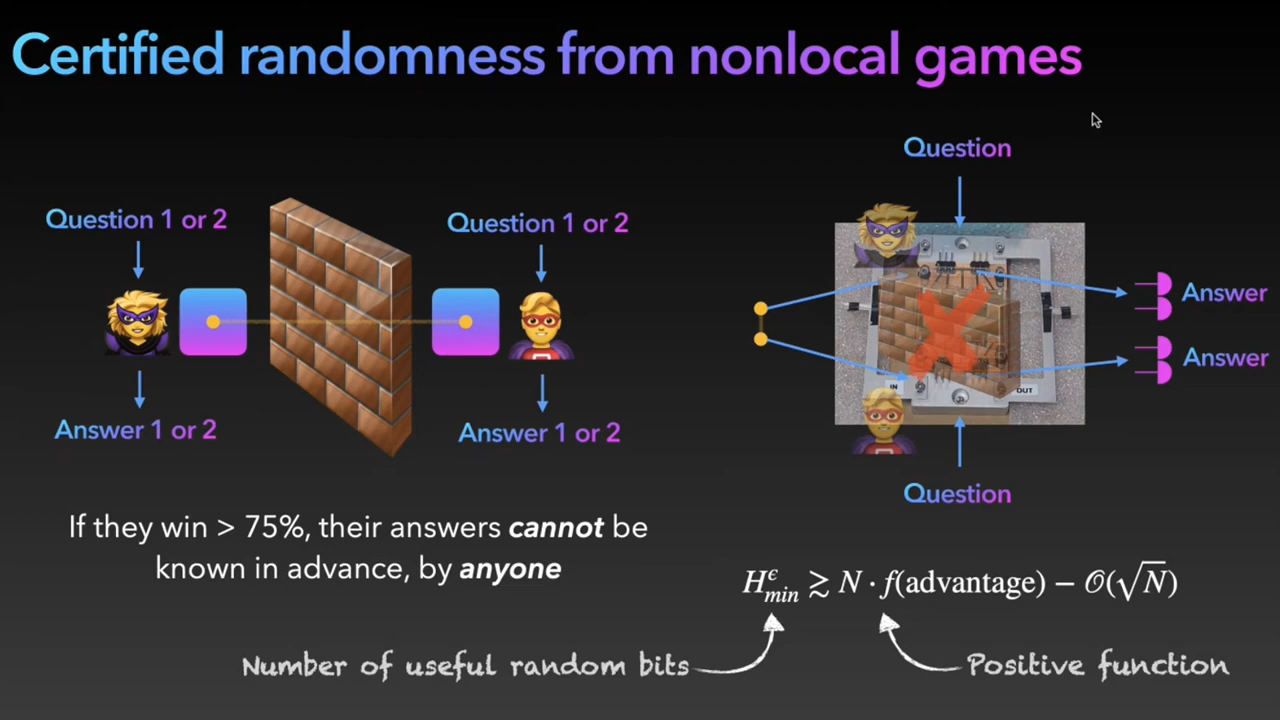 Certified randomness from nonlocal games
Question 1 or 2
Question 1 or 2
Answer 1 or 2
Answer 1 or 2
If they win > 75%, their answers cannot be
known in advance, by anyone
Question
IN
OUT
Answer
Answer
Question
H^ϵ_min ≳ N · f(advantage) − 𝒪(√N)
Number of useful random bits
Positive function